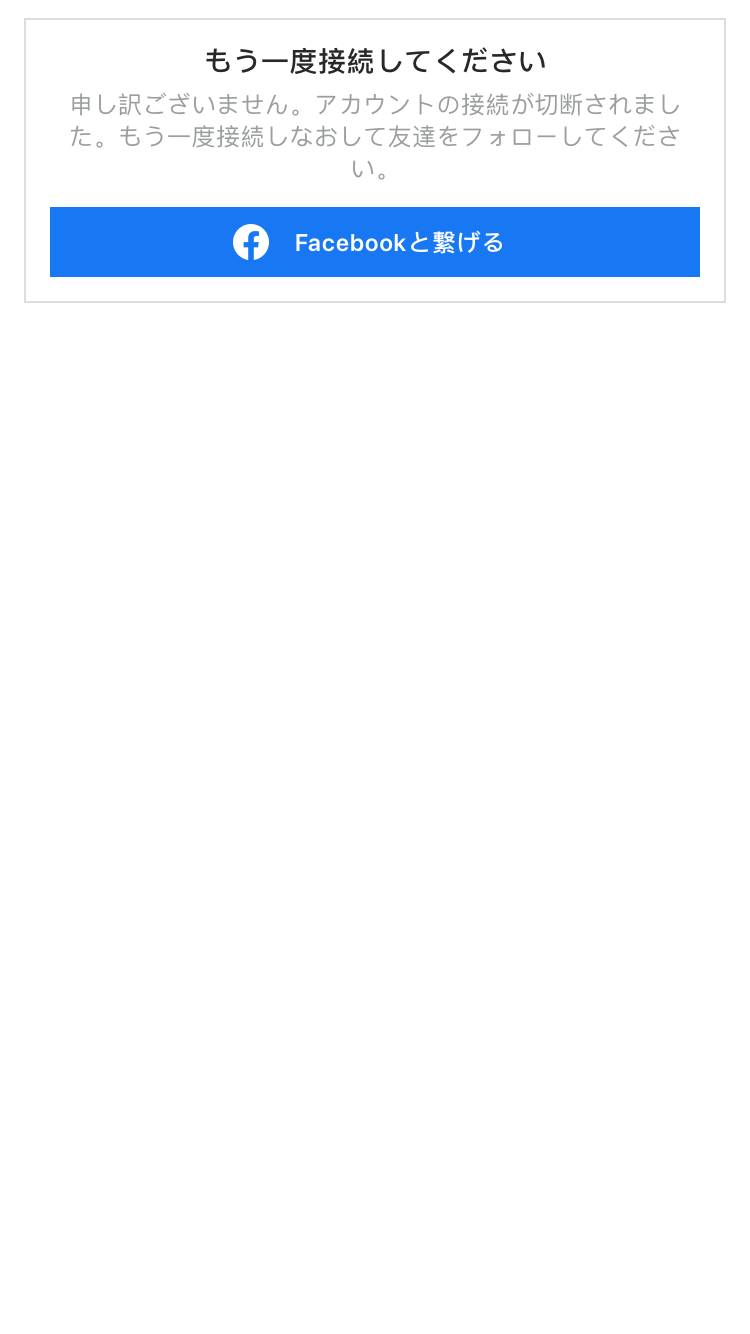 もう一度接続してください
申し訳ございません。アカウントの接続が切断されまし
た。もう一度接続しなおして友達をフォローしてくださ
い。
Facebookと繋げる